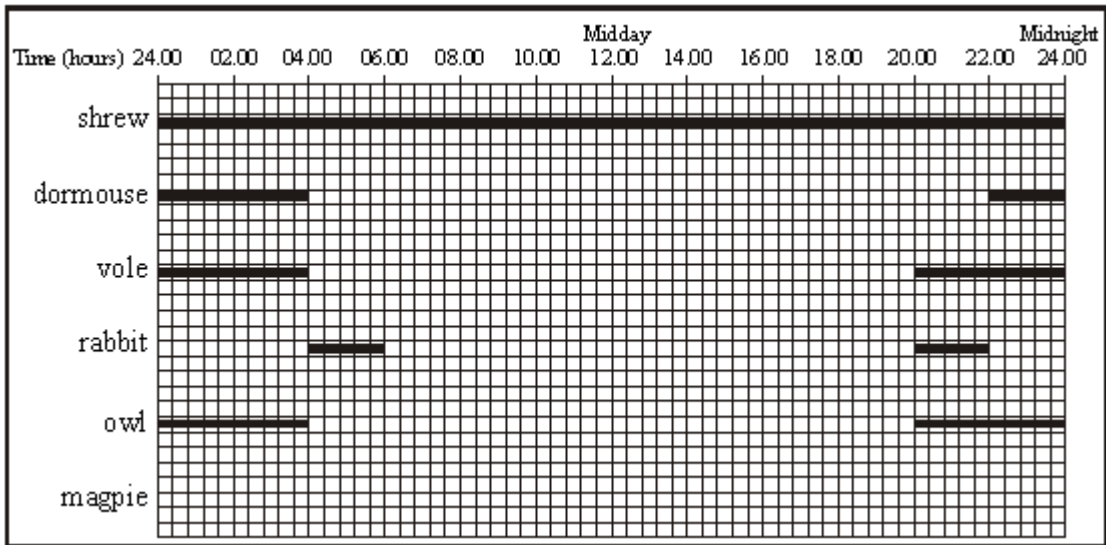 Midday Midnight
Time (hours) 24.00 02.00 04.00 06.00 08.00 10.00 12.00 14.00 16.00 18.00 20.00 22.00 24.00
shrew
dormouse
vole
rabbit
owl
magpie